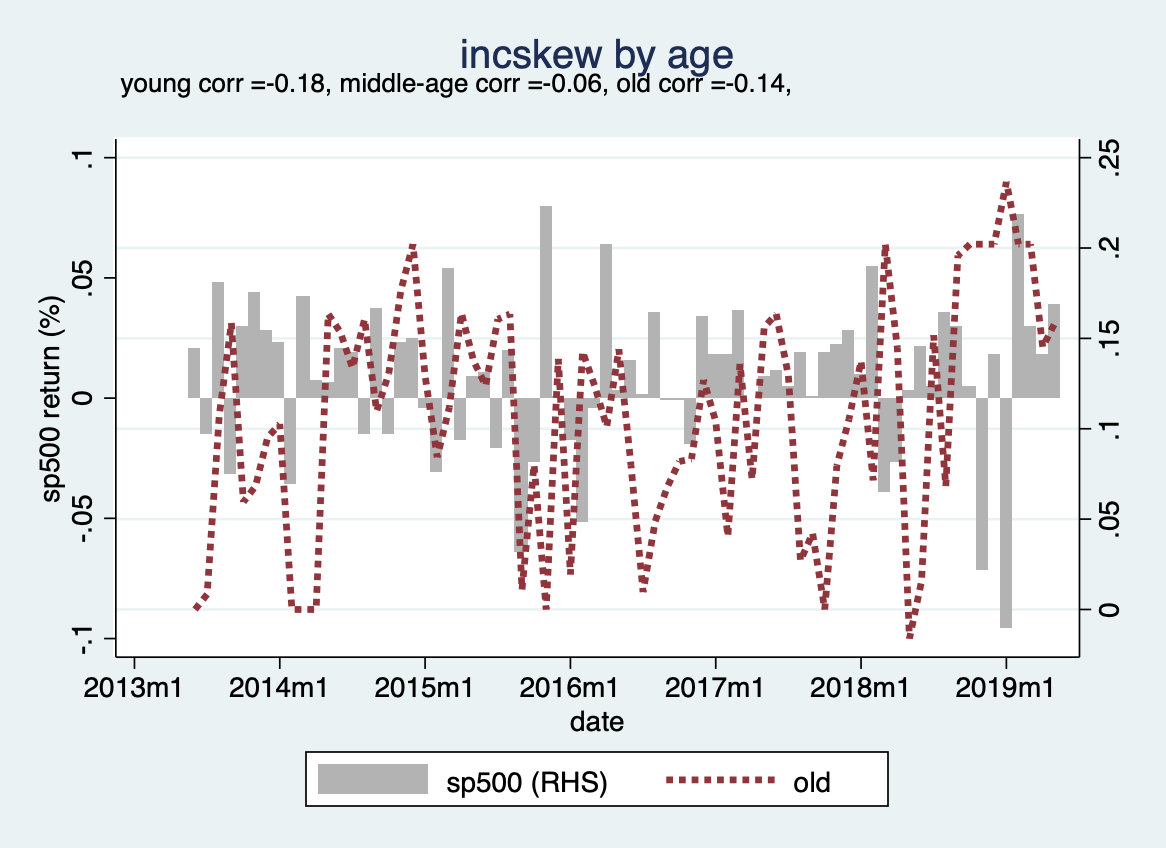 incskew by age
young corr =-0.18, middle-age corr =-0.06, old corr =-0.14,
sp500 return (%)
.1
.05
0
-.05
-.1
.25
.2
.15
.1
.05
0
2013m1 2014m1 2015m1 2016m1 2017m1 2018m1 2019m1
date
sp500 (RHS) old